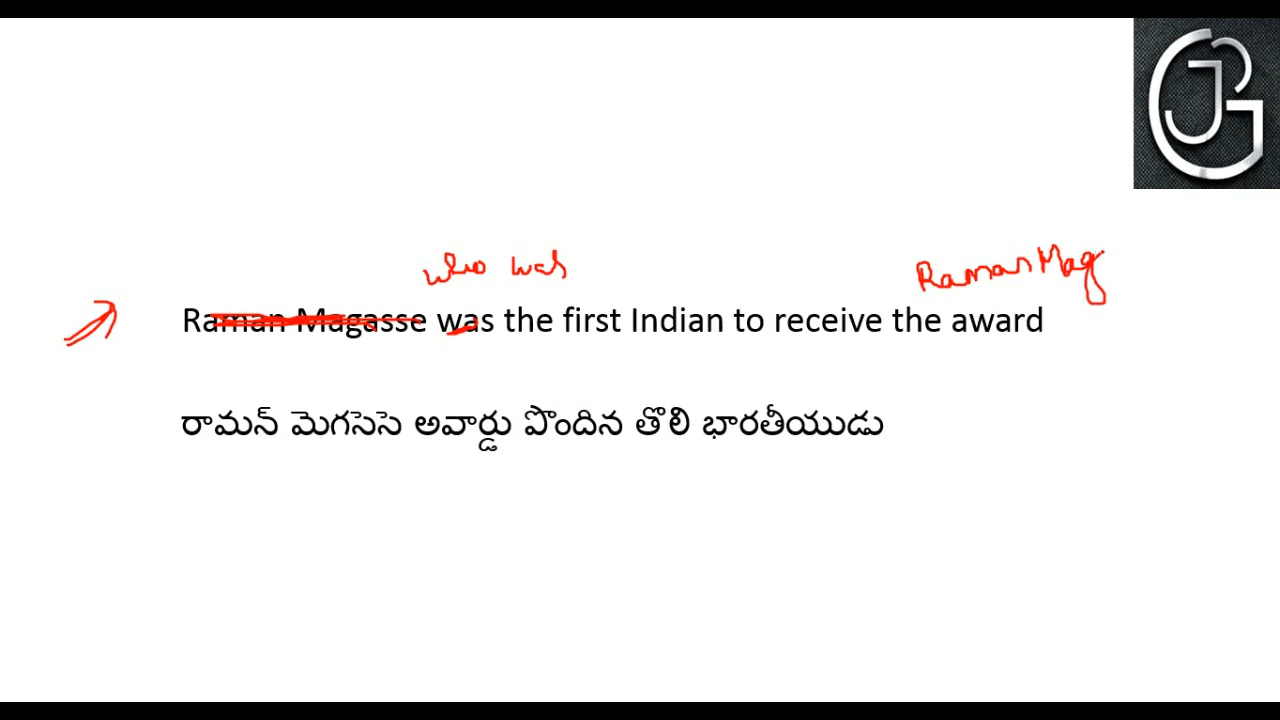 who was
Raman Mag
Raman Magasse was the first Indian to receive the award
రామన్ మెగసెసె అవార్డు పొందిన తొలి భారతీయుడు